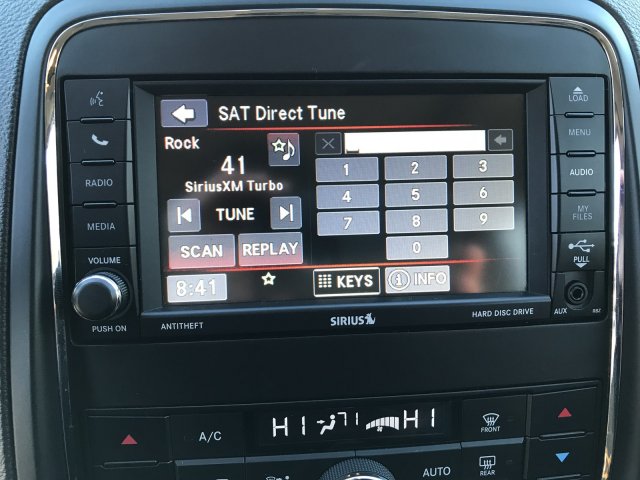 SAT Direct Tune
LOAD
Rock
MENU
41
1 2 3
RADIO
SiriusXM Turbo
4 5 6
AUDIO
MEDIA
TUNE
7 8 9
MY FILES
SCAN REPLAY
0
VOLUME
PULL
8:41
KEYS
INFO
PUSH ON
ANTITHEFT
SIRIUS
HARD DISC DRIVE
AUX
HI 71 HI
A/C
FRONT
AUTO
REAR